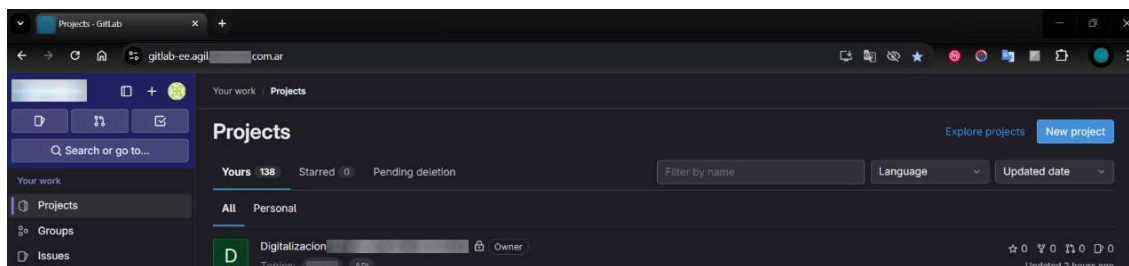 Projects · GitLab
gitlab-ee.agil com.ar
Your work / Projects
Projects
Explore projects New project
Search or go to...
Yours 138 Starred 0 Pending deletion
Filter by name
Language
Updated date
Your work
Projects
All Personal
Groups
D Digitalizacion Owner
0 0 0 0
Issues
Topics: API
Updated 2 hours ago